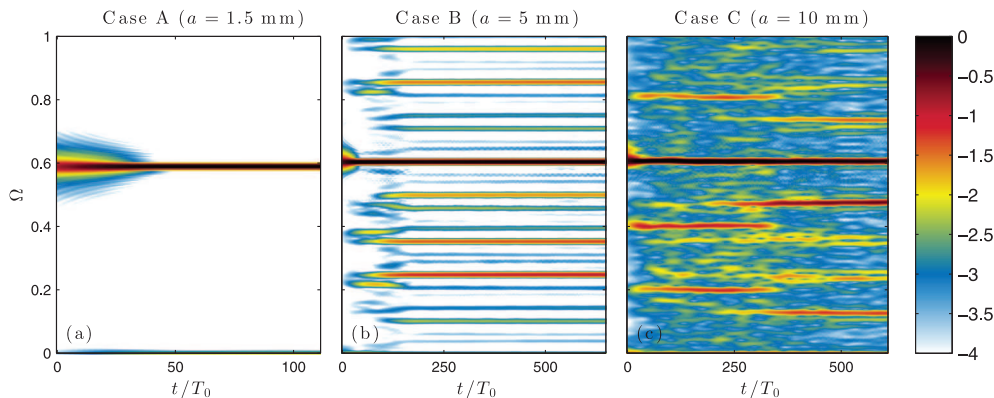 Case A (a = 1.5 mm) Case B (a = 5 mm) Case C (a = 10 mm)
1 0
0.8 −0.5
−1
0.6 −1.5
Ω −2
0.4 −2.5
0.2 −3
(a) (b) (c) −3.5
0 −4
0 50 100 0 250 500 0 250 500
t/T₀ t/T₀ t/T₀